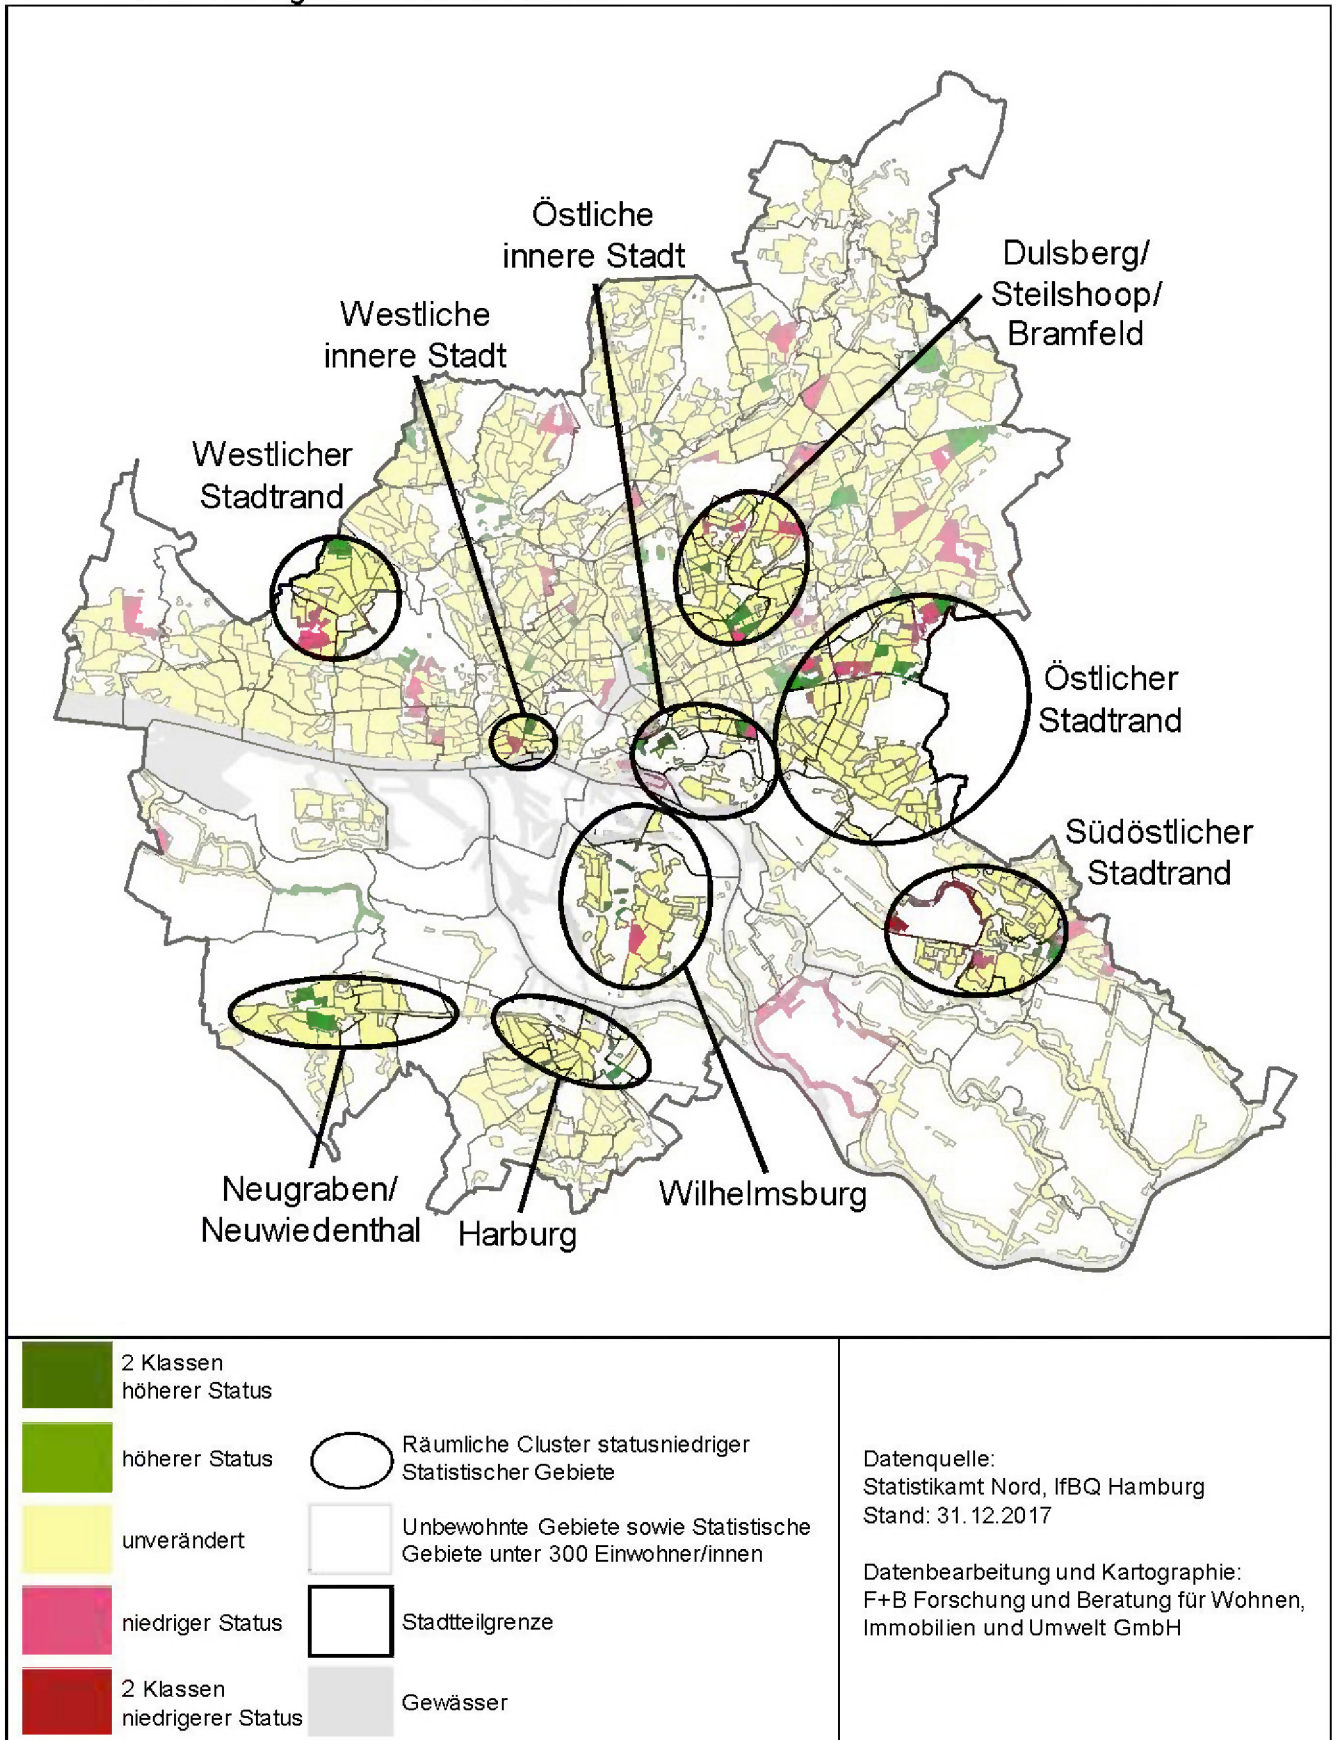 Östliche
innere Stadt
Dulsberg/
Steilshoop/
Bramfeld
Westliche
innere Stadt
Westlicher
Stadtrand
Östlicher
Stadtrand
Südöstlicher
Stadtrand
Neugraben/
Neuwiedenthal
Harburg
Wilhelmsburg
2 Klassen
höherer Status
höherer Status
unverändert
niedriger Status
2 Klassen
niedrigerer Status
Räumliche Cluster statusniedriger
Statistischer Gebiete
Unbewohnte Gebiete sowie Statistische
Gebiete unter 300 Einwohner/innen
Stadtteilgrenze
Gewässer
Datenquelle:
Statistikamt Nord, IfBQ Hamburg
Stand: 31.12.2017
Datenbearbeitung und Kartographie:
F+B Forschung und Beratung für Wohnen,
Immobilien und Umwelt GmbH